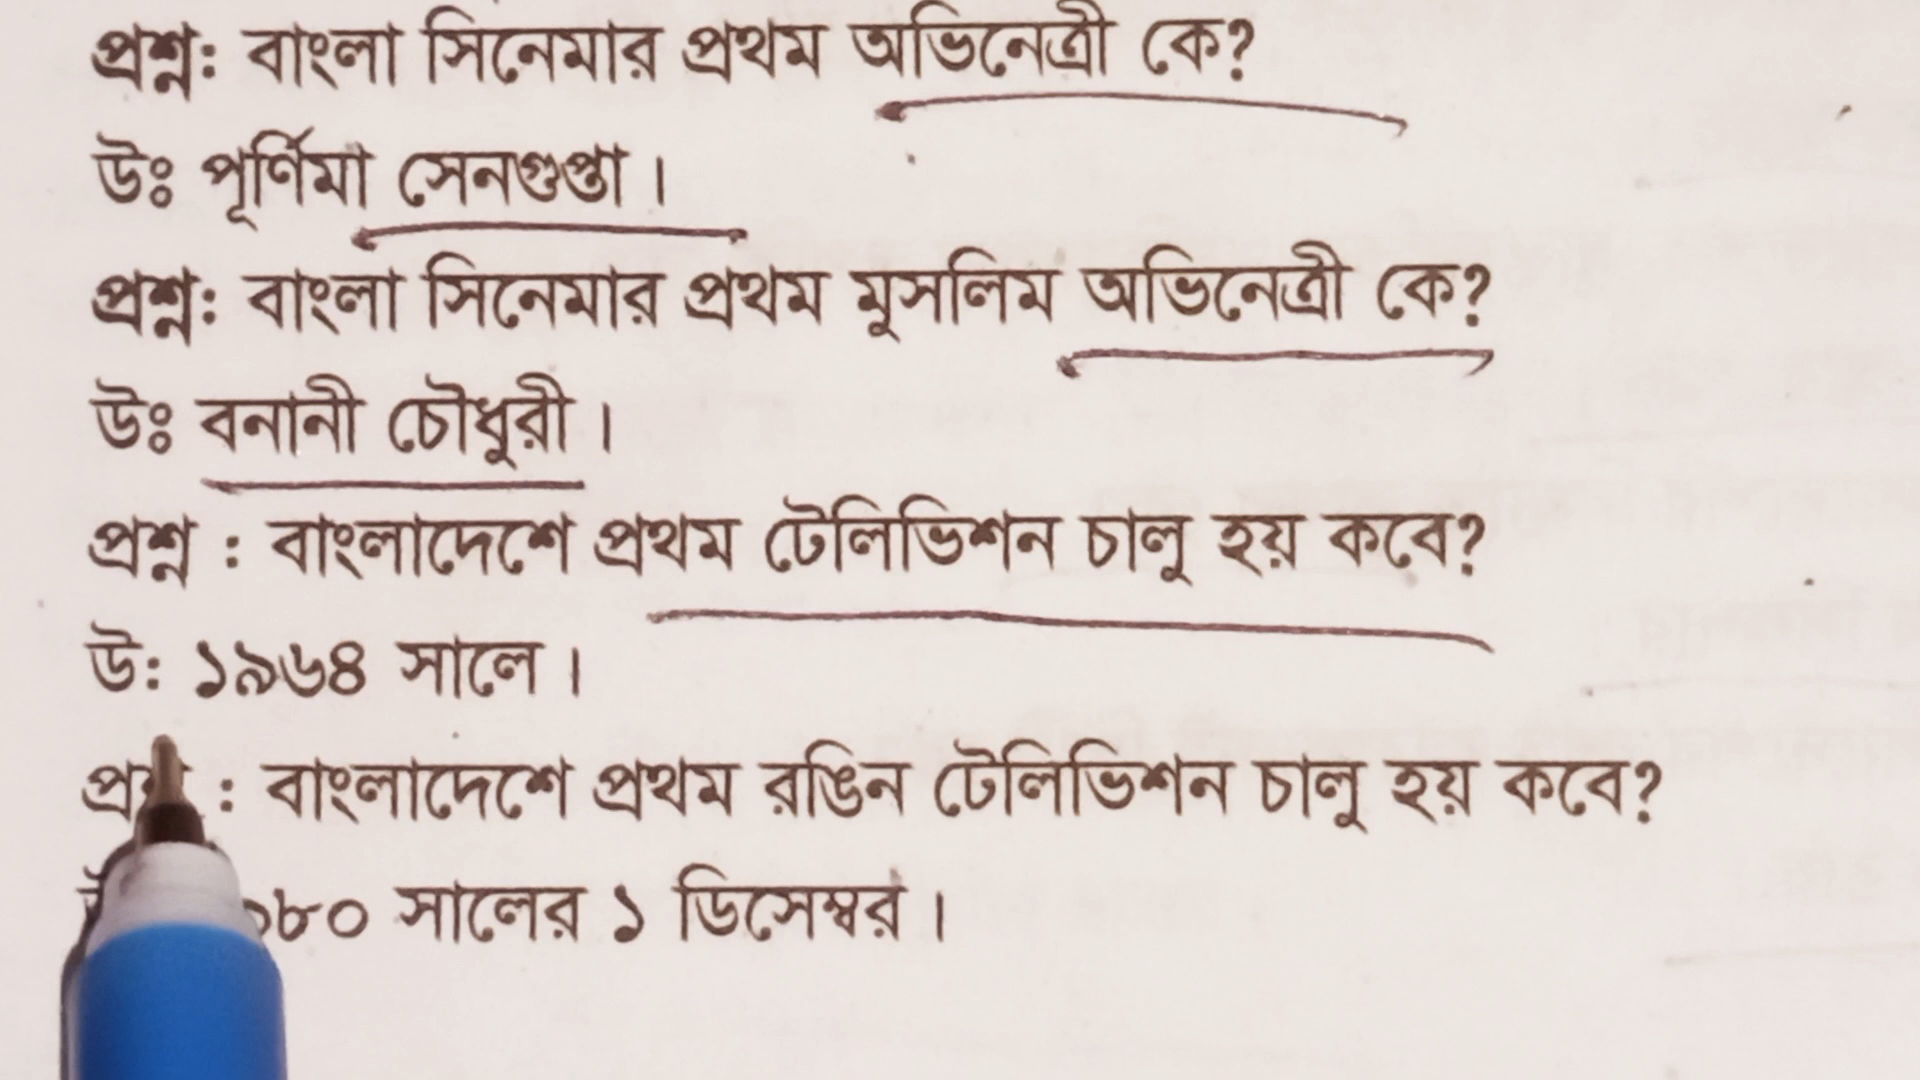 প্রশ্ন: বাংলা সিনেমার প্রথম অভিনেত্রী কে?
উঃ পূর্ণিমা সেনগুপ্তা।
প্রশ্ন: বাংলা সিনেমার প্রথম মুসলিম অভিনেত্রী কে?
উঃ বনানী চৌধুরী।
প্রশ্ন : বাংলাদেশে প্রথম টেলিভিশন চালু হয় কবে?
উ: ১৯৬৪ সালে।
: বাংলাদেশে প্রথম রঙিন টেলিভিশন চালু হয় কবে?
৮০ সালের ১ ডিসেম্বর।